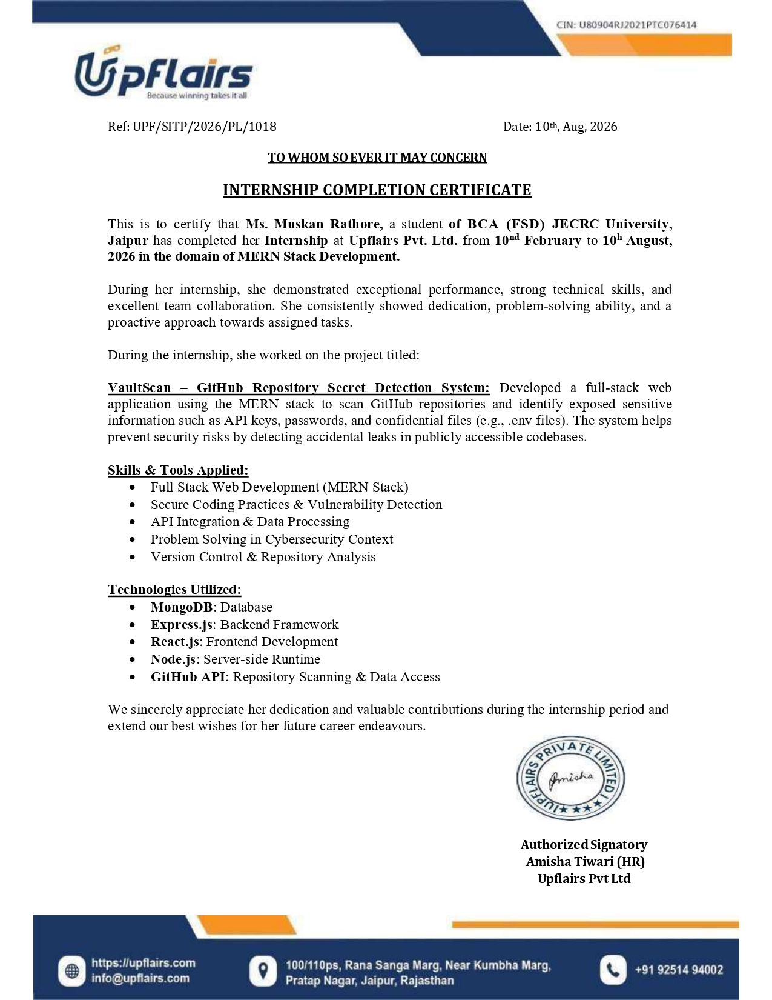 CIN: U80904RJ2021PTC076414
UpFlairs
Because winning takes it all
Ref: UPF/SITP/2026/PL/1018 Date: 10th, Aug, 2026
TO WHOM SO EVER IT MAY CONCERN
INTERNSHIP COMPLETION CERTIFICATE
This is to certify that Ms. Muskan Rathore, a student of BCA (FSD) JECRC University,
Jaipur has completed her Internship at Upflairs Pvt. Ltd. from 10nd February to 10h August,
2026 in the domain of MERN Stack Development.
During her internship, she demonstrated exceptional performance, strong technical skills, and
excellent team collaboration. She consistently showed dedication, problem-solving ability, and a
proactive approach towards assigned tasks.
During the internship, she worked on the project titled:
VaultScan – GitHub Repository Secret Detection System: Developed a full-stack web
application using the MERN stack to scan GitHub repositories and identify exposed sensitive
information such as API keys, passwords, and confidential files (e.g., .env files). The system helps
prevent security risks by detecting accidental leaks in publicly accessible codebases.
Skills & Tools Applied:
• Full Stack Web Development (MERN Stack)
• Secure Coding Practices & Vulnerability Detection
• API Integration & Data Processing
• Problem Solving in Cybersecurity Context
• Version Control & Repository Analysis
Technologies Utilized:
• MongoDB: Database
• Express.js: Backend Framework
• React.js: Frontend Development
• Node.js: Server-side Runtime
• GitHub API: Repository Scanning & Data Access
We sincerely appreciate her dedication and valuable contributions during the internship period and
extend our best wishes for her future career endeavours.
UPFLAIRS PRIVATE LIMITED
Amisha
Authorized Signatory
Amisha Tiwari (HR)
Upflairs Pvt Ltd
https://upflairs.com
info@upflairs.com
100/110ps, Rana Sanga Marg, Near Kumbha Marg,
Pratap Nagar, Jaipur, Rajasthan
+91 92514 94002